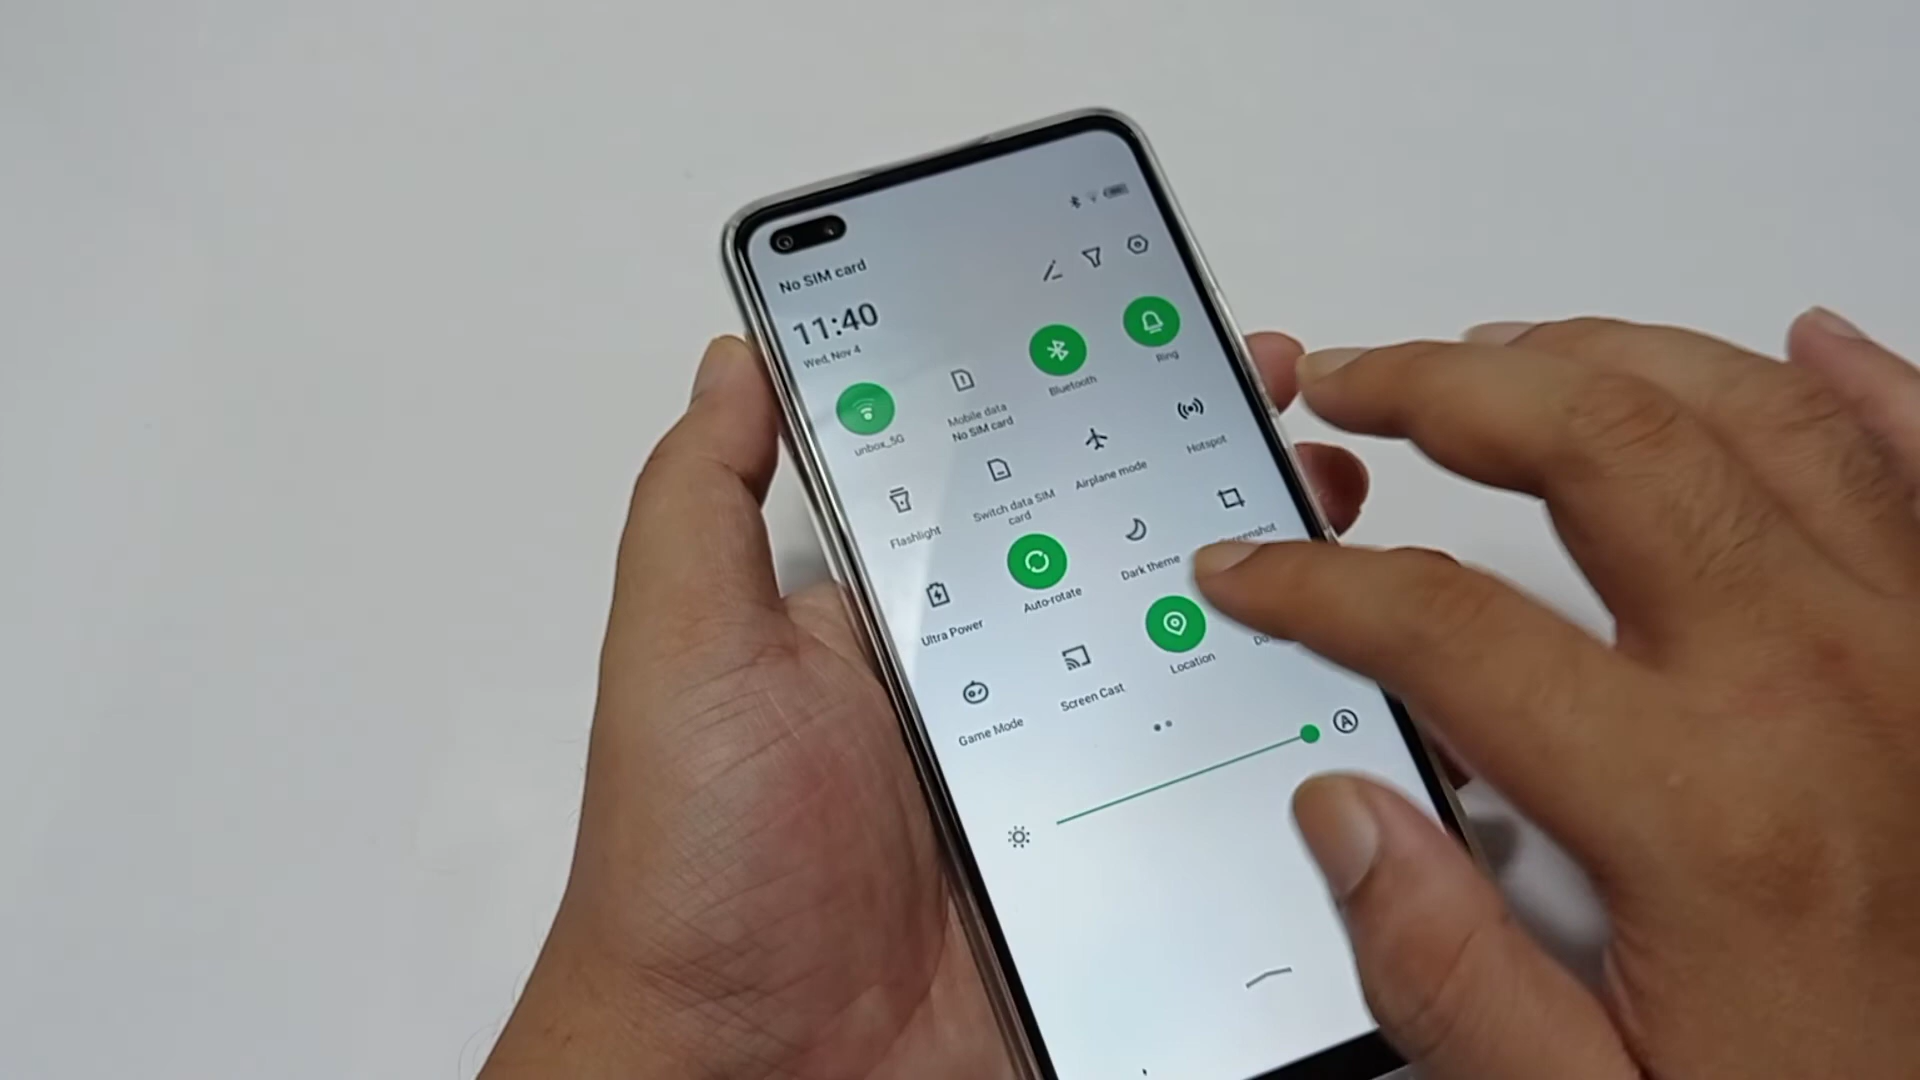 No SIM card
11:40
Wed, Nov 4
unbox_5G
Mobile data
No SIM card
Bluetooth
Ring
Flashlight
Switch data SIM
card
Airplane mode
Hotspot
Ultra Power
Auto-rotate
Dark theme
Screenshot
Game Mode
Screen Cast
Location
A